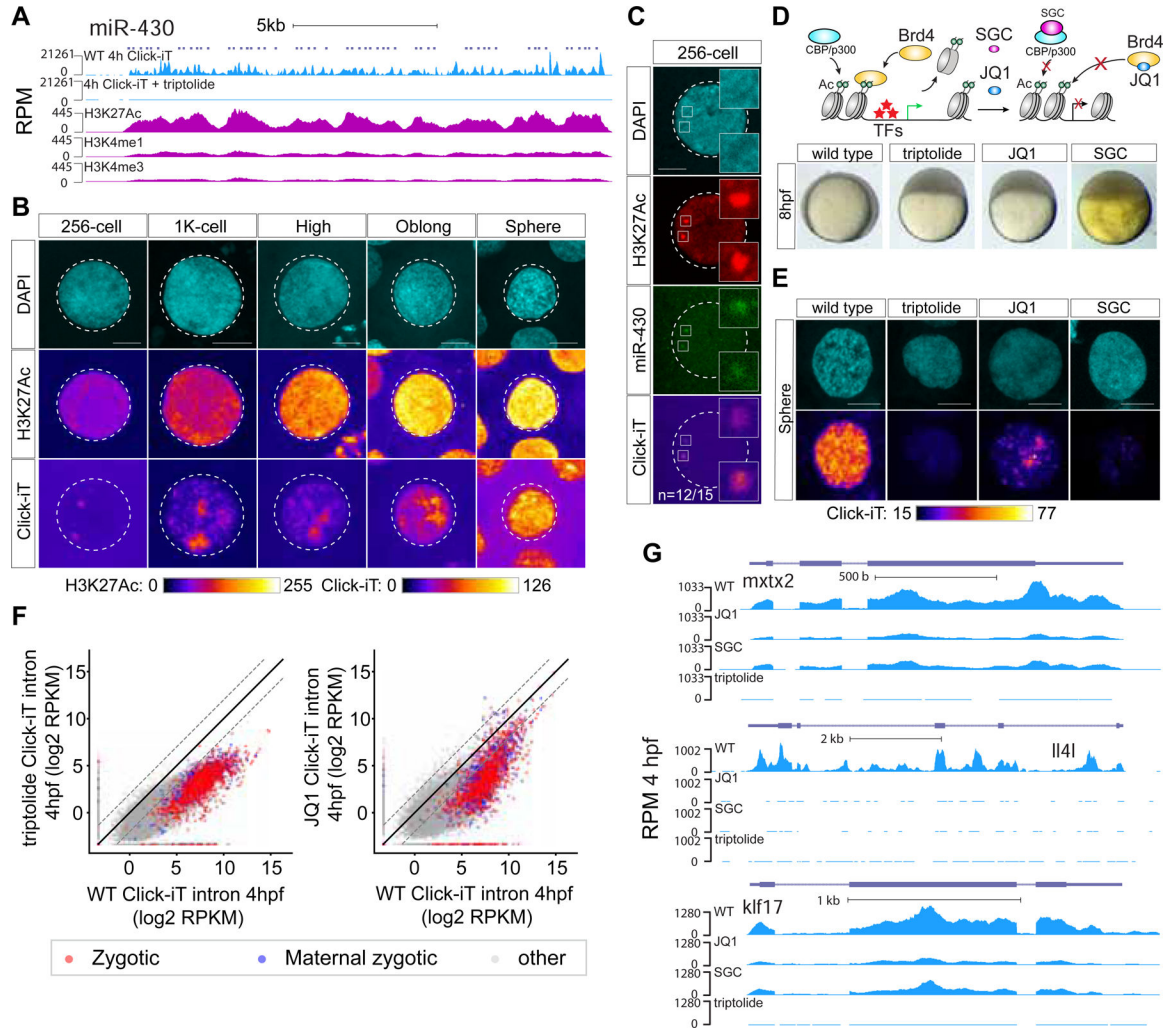 A
miR-430
5kb
RPM
21261
0
WT 4h Click-iT
21261
0
4h Click-iT + triptolide
445
0
H3K27Ac
445
0
H3K4me1
445
0
H3K4me3
B
256-cell
1K-cell
High
Oblong
Sphere
DAPI
H3K27Ac
Click-iT
H3K27Ac: 0
255
Click-iT: 0
126
C
256-cell
DAPI
H3K27Ac
miR-430
Click-iT
n=12/15
D
CBP/p300
Brd4
Ac
TFs
SGC
JQ1
SGC
CBP/p300
Ac
Brd4
JQ1
wild type
triptolide
JQ1
SGC
8hpf
E
wild type
triptolide
JQ1
SGC
Sphere
Click-iT: 15
77
F
triptolide Click-iT intron
4hpf (log2 RPKM)
15
10
5
0
0
5
10
15
WT Click-iT intron 4hpf
(log2 RPKM)
JQ1 Click-iT intron
4hpf (log2 RPKM)
15
10
5
0
0
5
10
15
WT Click-iT intron 4hpf
(log2 RPKM)
Zygotic
Maternal zygotic
other
G
RPM 4 hpf
mxtx2
500 b
1033
0
WT
1033
0
JQ1
1033
0
SGC
1033
0
triptolide
Il4l
2 kb
1002
0
WT
1002
0
JQ1
1002
0
SGC
1002
0
triptolide
klf17
1 kb
1280
0
WT
1280
0
JQ1
1280
0
SGC
1280
0
triptolide